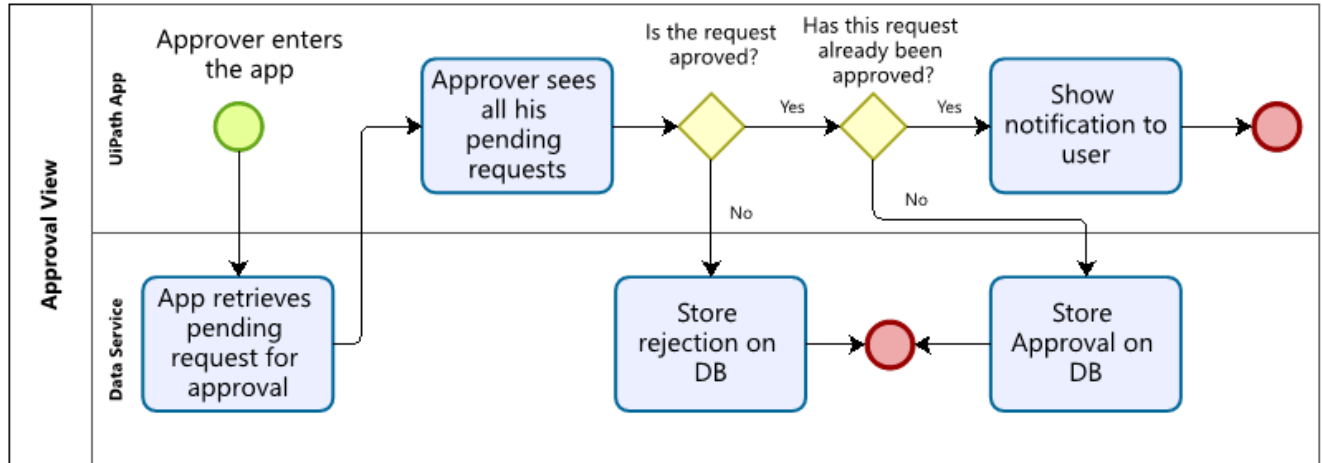 Approval View
UiPath App
Approver enters
the app
Approver sees
all his
pending
requests
Is the request
aproved?
Yes
No
Has this request
already been
approved?
Yes
No
Show
notification to
user
Data Service
App retrieves
pending
request for
approval
Store
rejection on
DB
Store
Approval on
DB